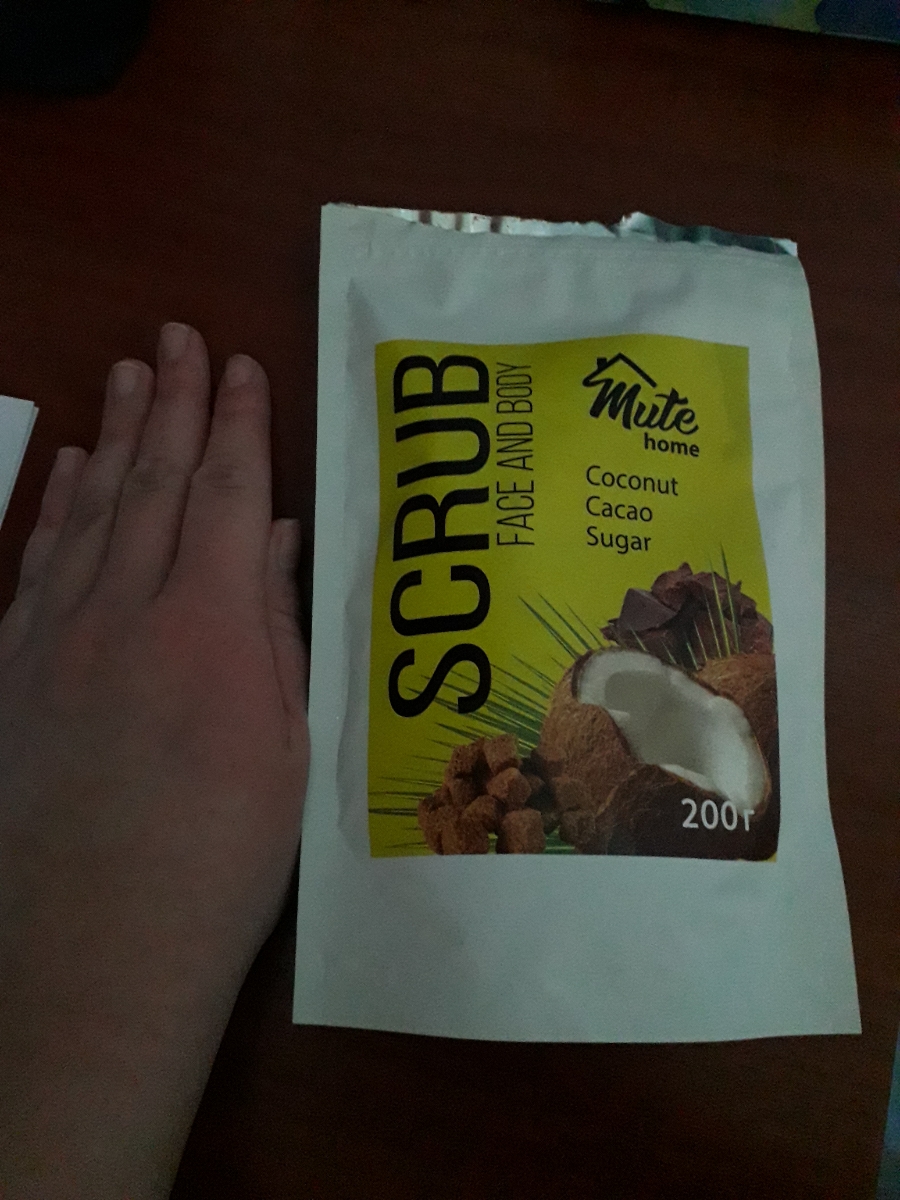 SCRUB
FACE AND BODY
Mute
home
Coconut
Cacao
Sugar
200г